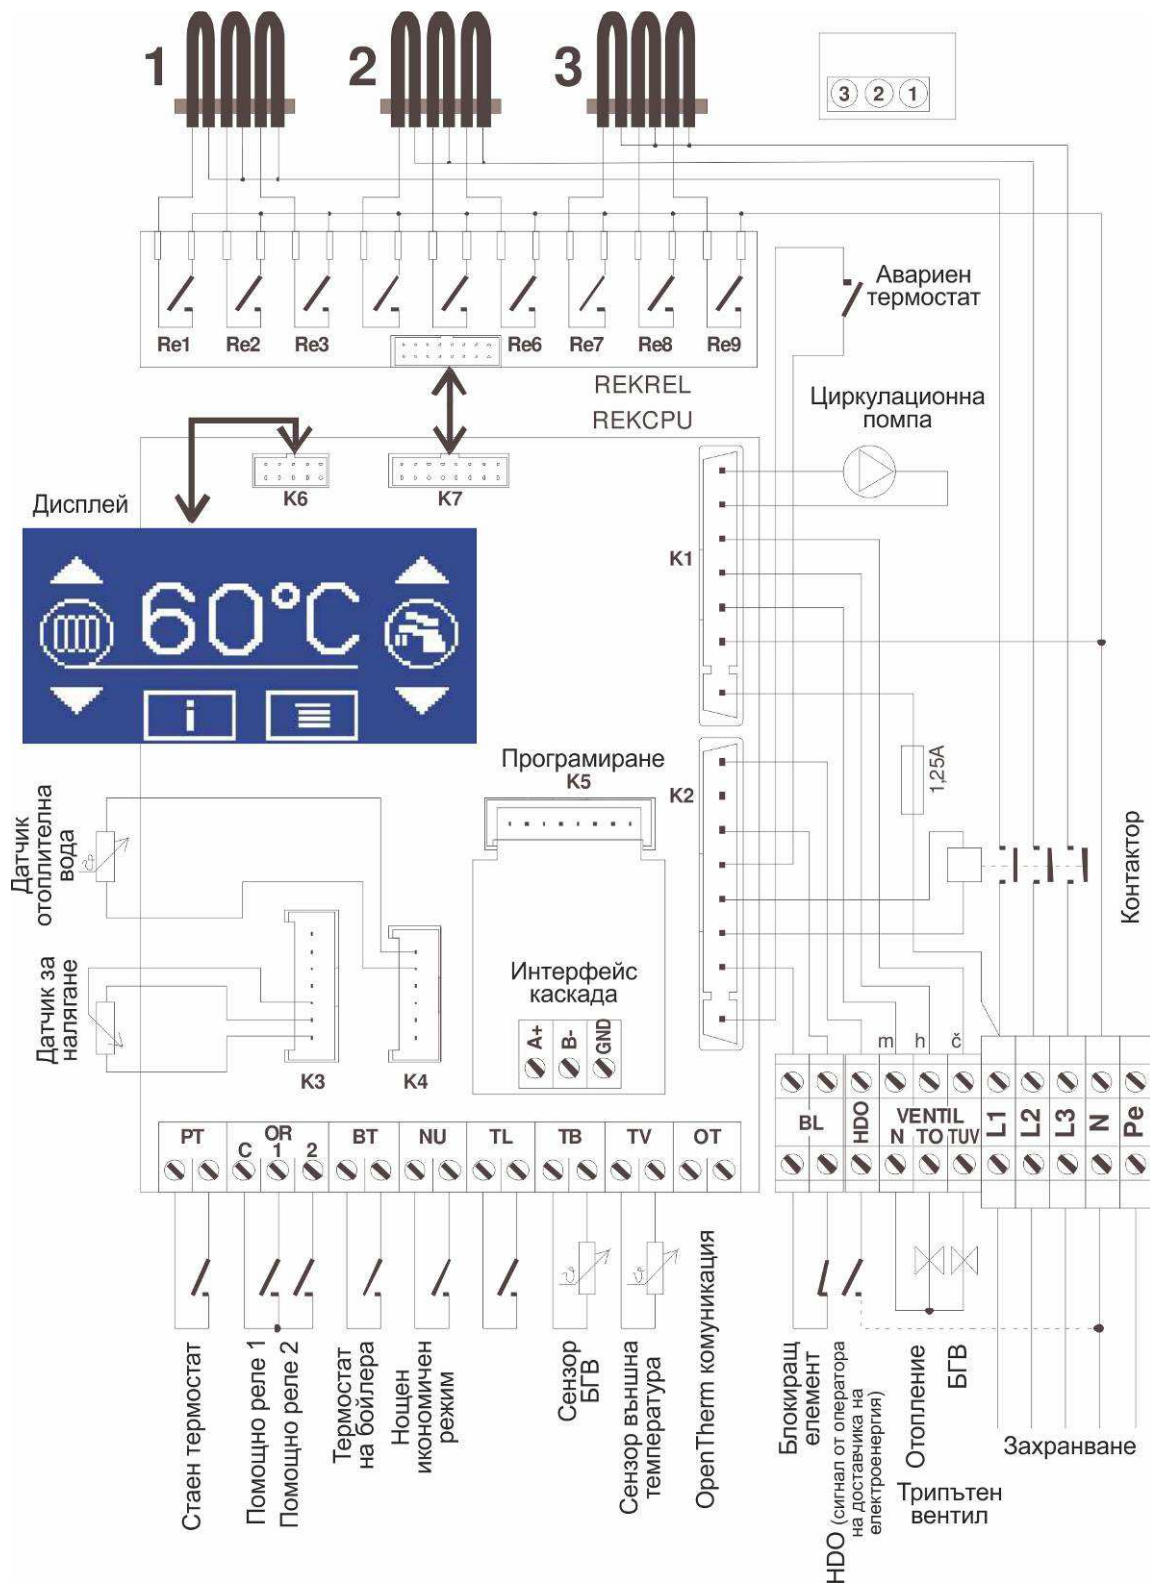 1
2
3
3 2 1
Re1
Re2
Re3
Re6
Re7
Re8
Re9
Авариен
термостат
REKREL
REKCPU
Циркулационна
помпа
K6
K7
Дисплей
K1
60°C
i
Програмиране
K5
K2
1,25A
Датчик
отоплителна
вода
Контактор
Датчик за
налягане
Интерфейс
каскада
A+
B-
GND
K3
K4
m h č
PT
OR
C 1 2
BT
NU
TL
TB
TV
OT
BL
HDO
VENTIL
N TO TUV
L1
L2
L3
N
Pe
Стаен термостат
Помощно реле 1
Помощно реле 2
Термостат
на бойлера
Нощен
икономичен
режим
Сензор
БГВ
Сензор външна
температура
OpenTherm комуникация
Блокиращ
елемент
HDO (сигнал от оператора
на доставчика на
електроенергия)
Отопление
БГВ
Трипътен
вентил
Захранване